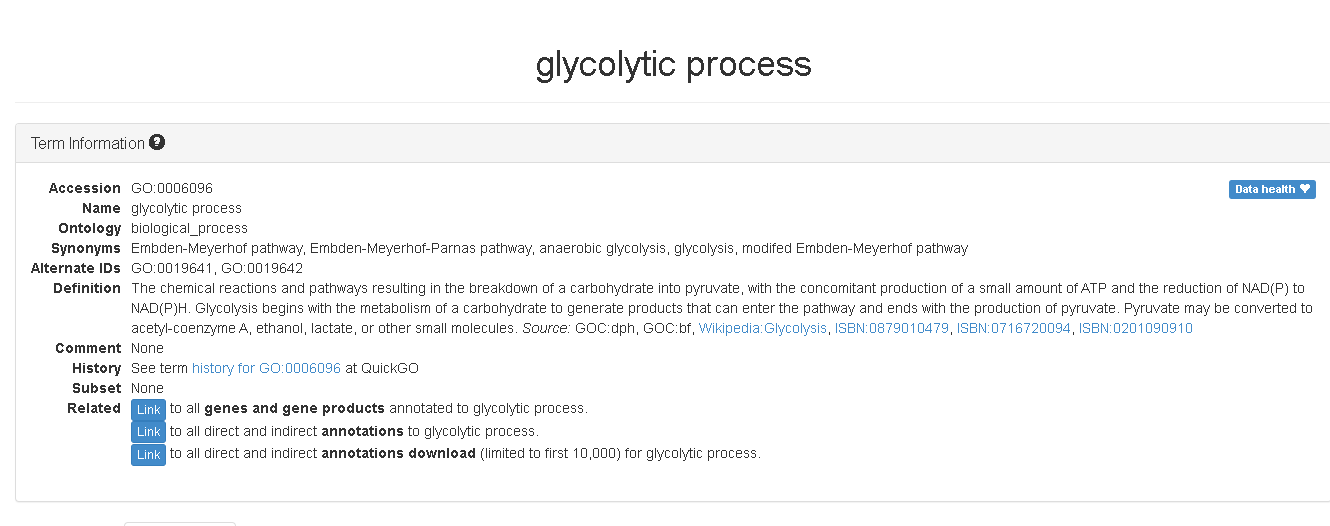 glycolytic process
Term Information ?
Data health
Accession GO:0006096
Name glycolytic process
Ontology biological_process
Synonyms Embden-Meyerhof pathway, Embden-Meyerhof-Parnas pathway, anaerobic glycolysis, glycolysis, modifed Embden-Meyerhof pathway
Alternate IDs GO:0019641, GO:0019642
Definition The chemical reactions and pathways resulting in the breakdown of a carbohydrate into pyruvate, with the concomitant production of a small amount of ATP and the reduction of NAD(P) to
NAD(P)H. Glycolysis begins with the metabolism of a carbohydrate to generate products that can enter the pathway and ends with the production of pyruvate. Pyruvate may be converted to
acetyl-coenzyme A, ethanol, lactate, or other small molecules. Source: GOC:dph, GOC:bf, Wikipedia:Glycolysis, ISBN:0879010479, ISBN:0716720094, ISBN:0201090910
Comment None
History See term history for GO:0006096 at QuickGO
Subset None
Related Link to all genes and gene products annotated to glycolytic process.
Link to all direct and indirect annotations to glycolytic process.
Link to all direct and indirect annotations download (limited to first 10,000) for glycolytic process.